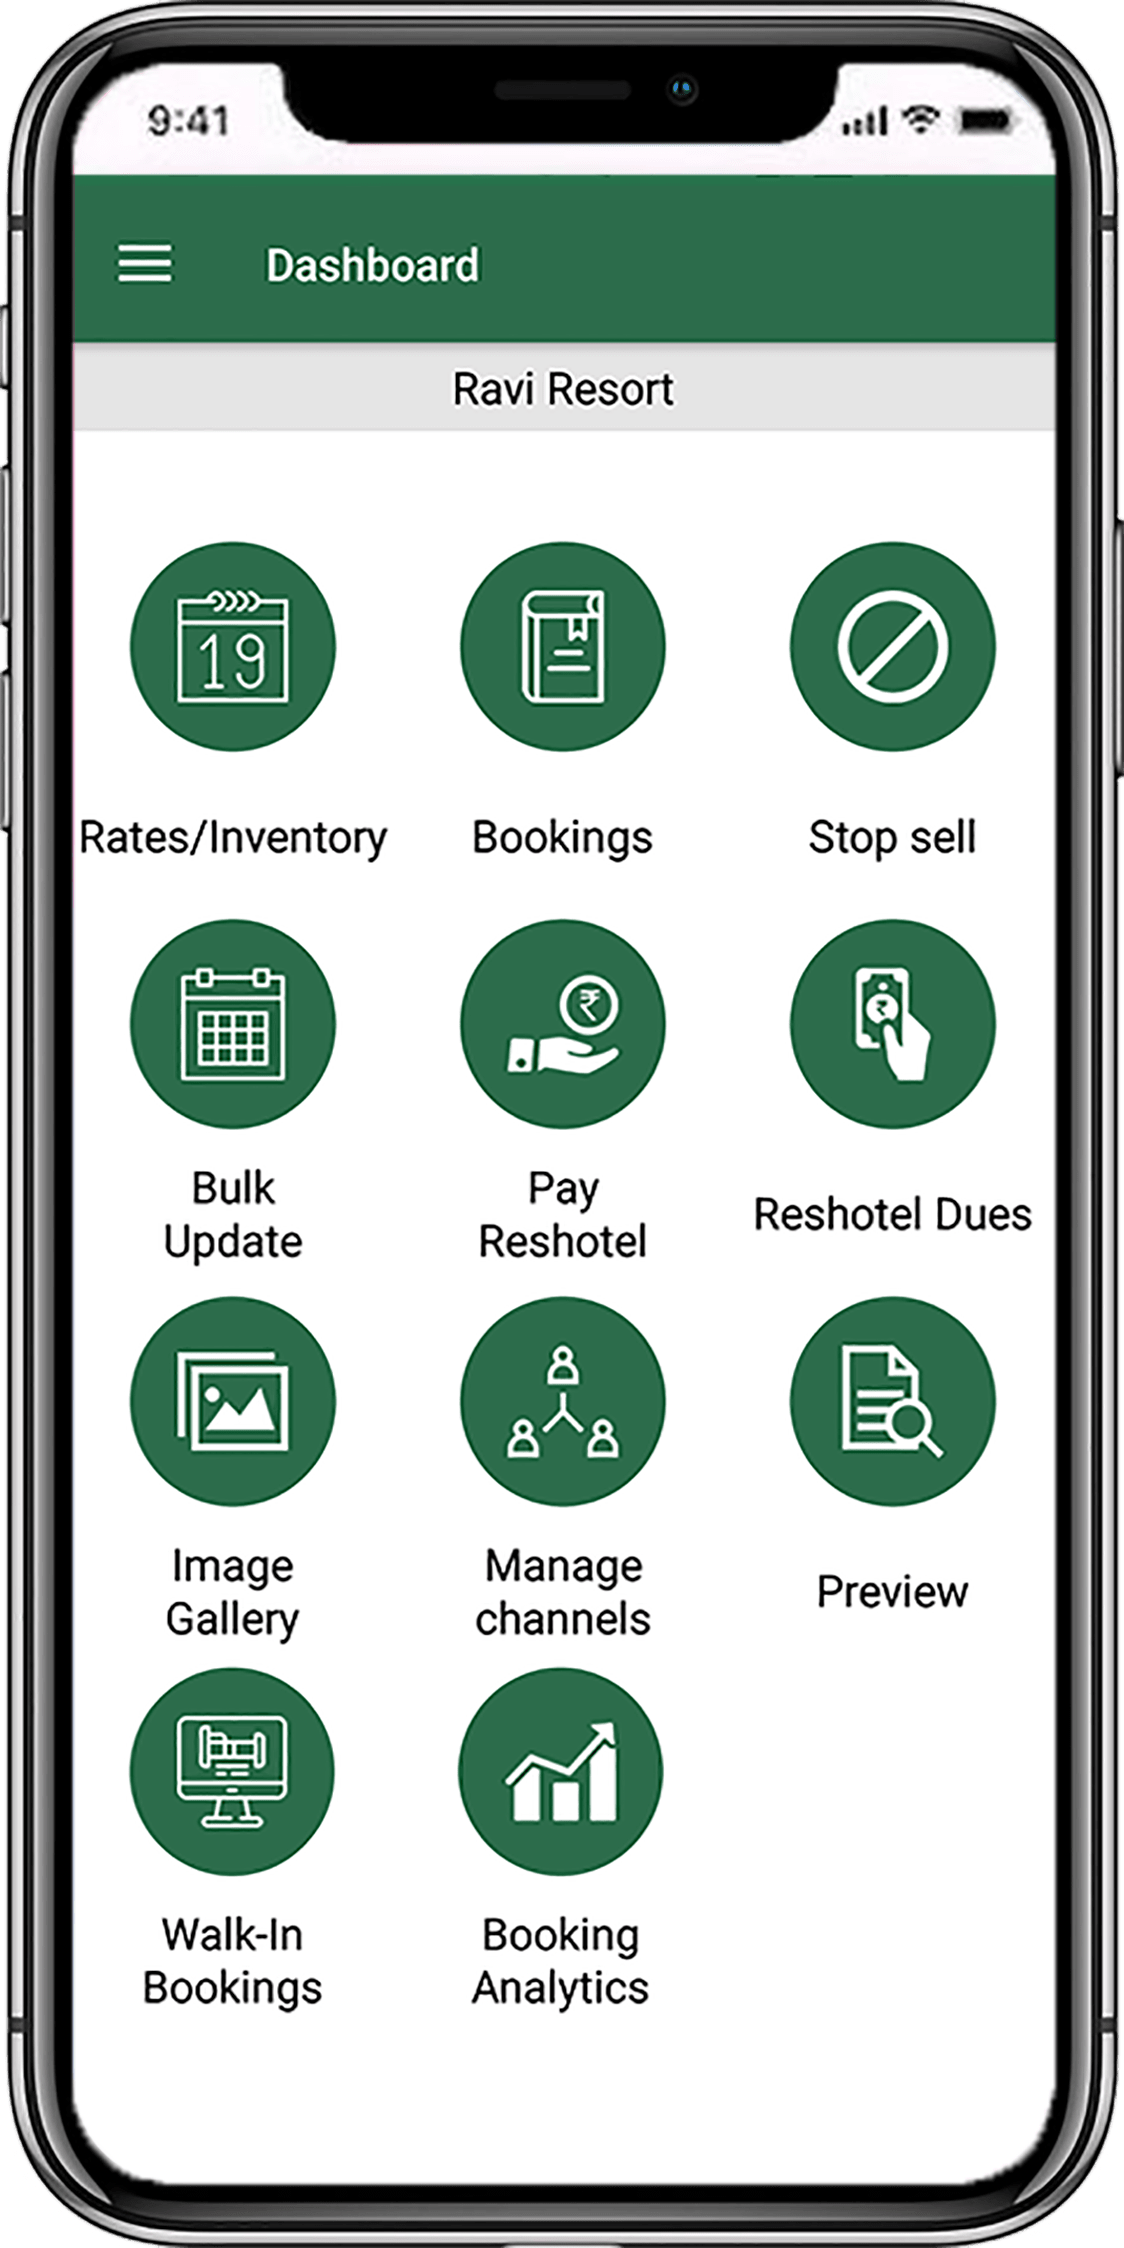 9:41
Dashboard
Ravi Resort
19
Rates/Inventory
Bookings
Stop sell
₹
₹
Bulk
Update
Pay
Reshotel
Reshotel Dues
Image
Gallery
Manage
channels
Preview
Walk-In
Bookings
Booking
Analytics